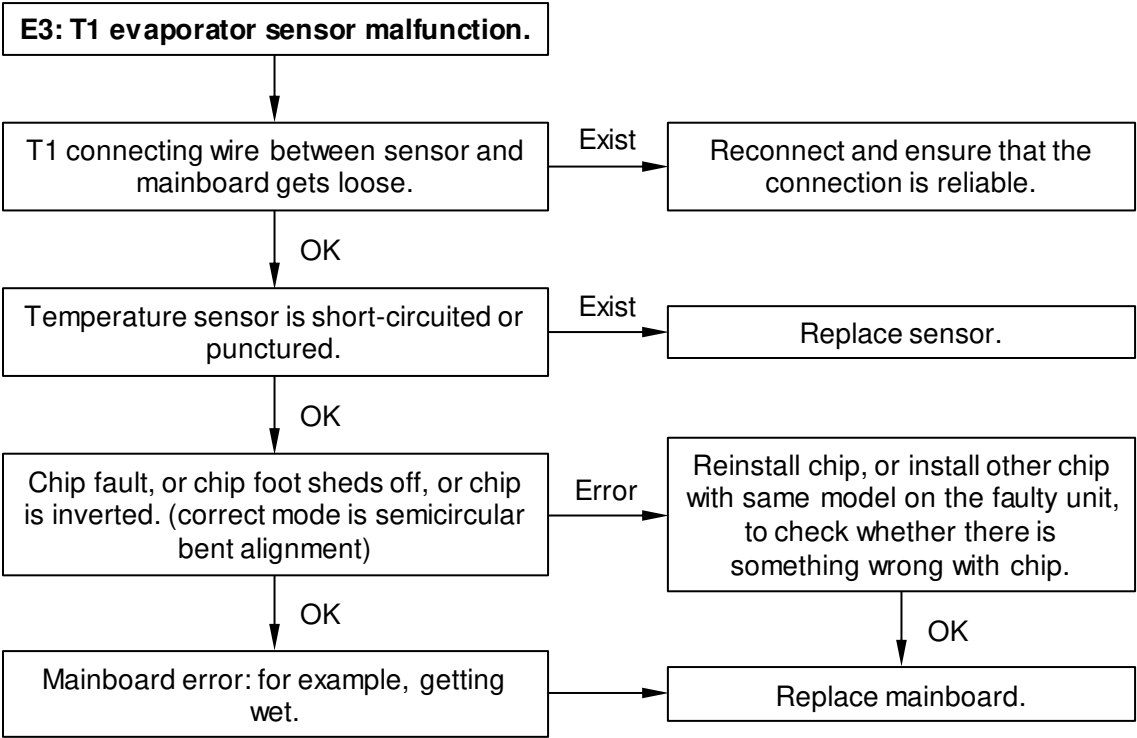 E3: T1 evaporator sensor malfunction.
T1 connecting wire between sensor and
mainboard gets loose.
Exist
Reconnect and ensure that the
connection is reliable.
OK
Temperature sensor is short-circuited or
punctured.
Exist
Replace sensor.
OK
Chip fault, or chip foot sheds off, or chip
is inverted. (correct mode is semicircular
bent alignment)
Error
Reinstall chip, or install other chip
with same model on the faulty unit,
to check whether there is
something wrong with chip.
OK
OK
Mainboard error: for example, getting
wet.
Replace mainboard.